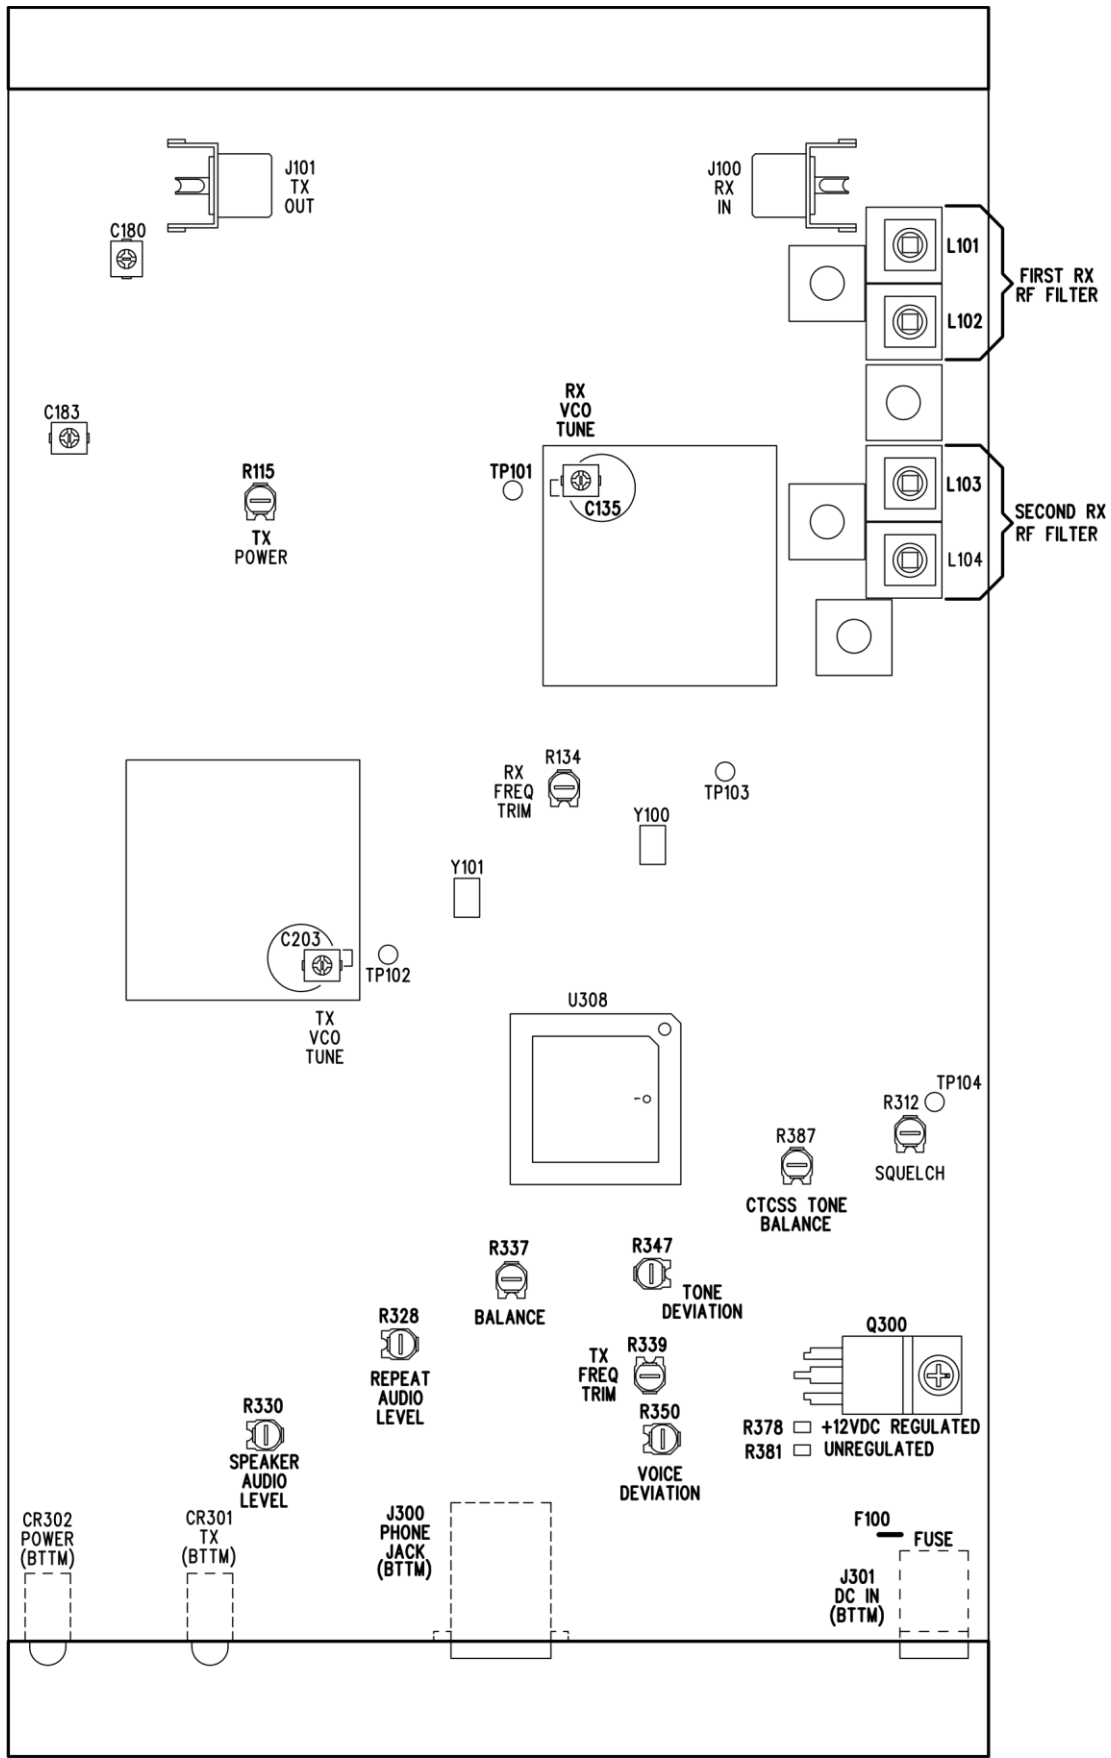 J101
TX
OUT
J100
RX
IN
C180
L101
FIRST RX
RF FILTER
L102
C183
RX
VCO
TUNE
R115
TP101
C135
TX
POWER
L103
SECOND RX
RF FILTER
L104
R134
RX
FREQ
TRIM
TP103
Y100
Y101
C203
TP102
TX
VCO
TUNE
U308
TP104
R312
SQUELCH
R387
CTCSS TONE
BALANCE
R337
BALANCE
R347
TONE
DEVIATION
R328
REPEAT
AUDIO
LEVEL
R339
TX
FREQ
TRIM
Q300
R330
SPEAKER
AUDIO
LEVEL
R350
VOICE
DEVIATION
R378 +12VDC REGULATED
R381 UNREGULATED
CR302
POWER
(BTTM)
CR301
TX
(BTTM)
J300
PHONE
JACK
(BTTM)
F100
FUSE
J301
DC IN
(BTTM)